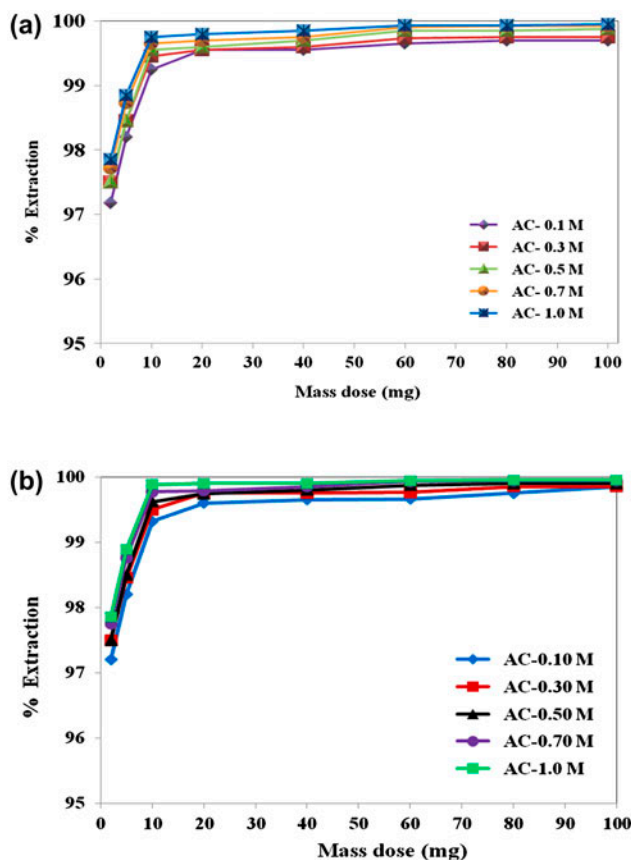 (a)
100
99
98
97
96
95
% Extraction
AC- 0.1 M
AC- 0.3 M
AC- 0.5 M
AC- 0.7 M
AC- 1.0 M
0 10 20 30 40 50 60 70 80 90 100
Mass dose (mg)
(b)
100
99
98
97
96
95
% Extraction
AC-0.10 M
AC-0.30 M
AC-0.50 M
AC-0.70 M
AC-1.0 M
0 10 20 30 40 50 60 70 80 90 100
Mass dose (mg)